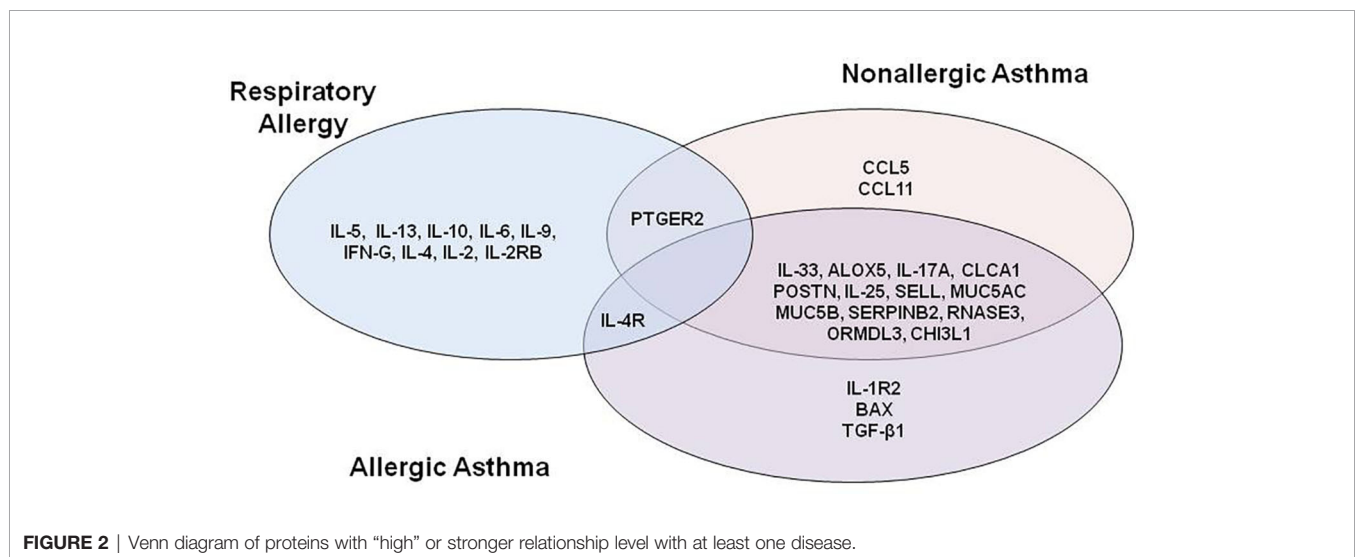 Respiratory
Allergy
Nonallergic Asthma
CCL5
CCL11
PTGER2
IL-5, IL-13, IL-10, IL-6, IL-9,
IFN-G, IL-4, IL-2, IL-2RB
IL-33, ALOX5, IL-17A, CLCA1
POSTN, IL-25, SELL, MUC5AC
MUC5B, SERPINB2, RNASE3,
ORMDL3, CHI3L1
IL-4R
IL-1R2
BAX
TGF-β1
Allergic Asthma
FIGURE 2 | Venn diagram of proteins with “high” or stronger relationship level with at least one disease.